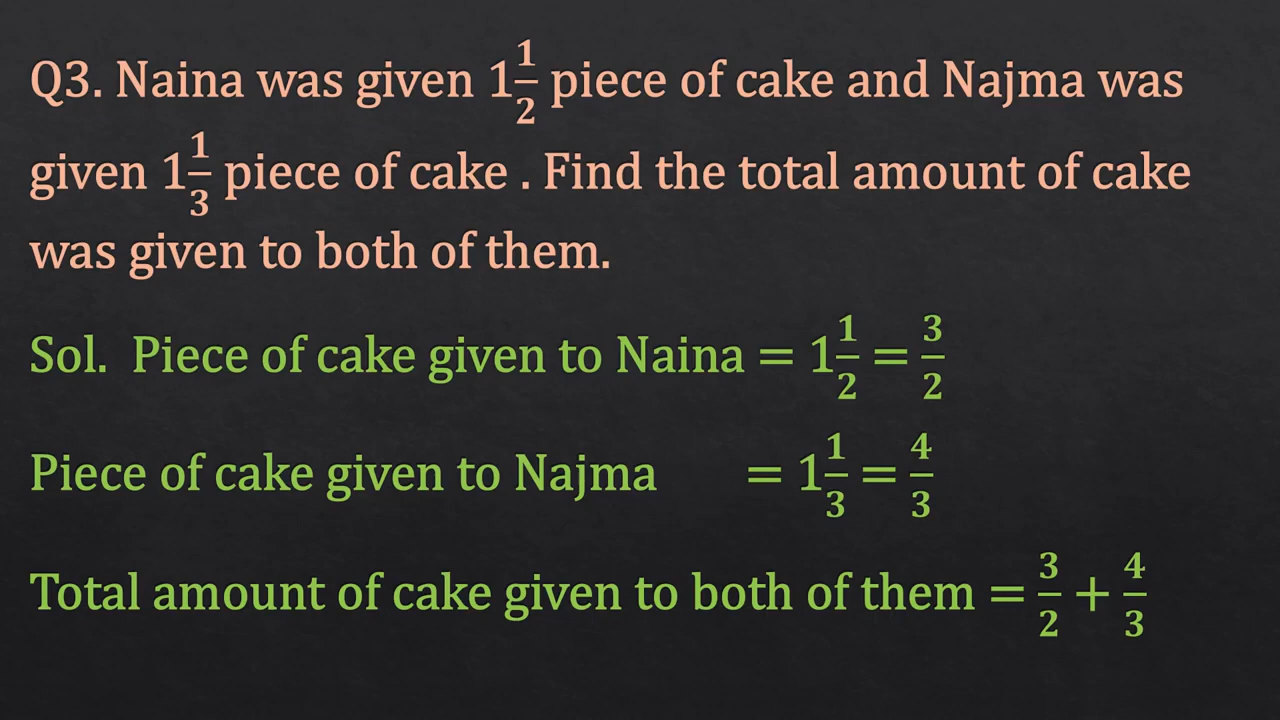 Q3. Naina was given 1 1/2 piece of cake and Najma was
given 1 1/3 piece of cake . Find the total amount of cake
was given to both of them.
Sol. Piece of cake given to Naina = 1 1/2 = 3/2
Piece of cake given to Najma = 1 1/3 = 4/3
Total amount of cake given to both of them = 3/2 + 4/3